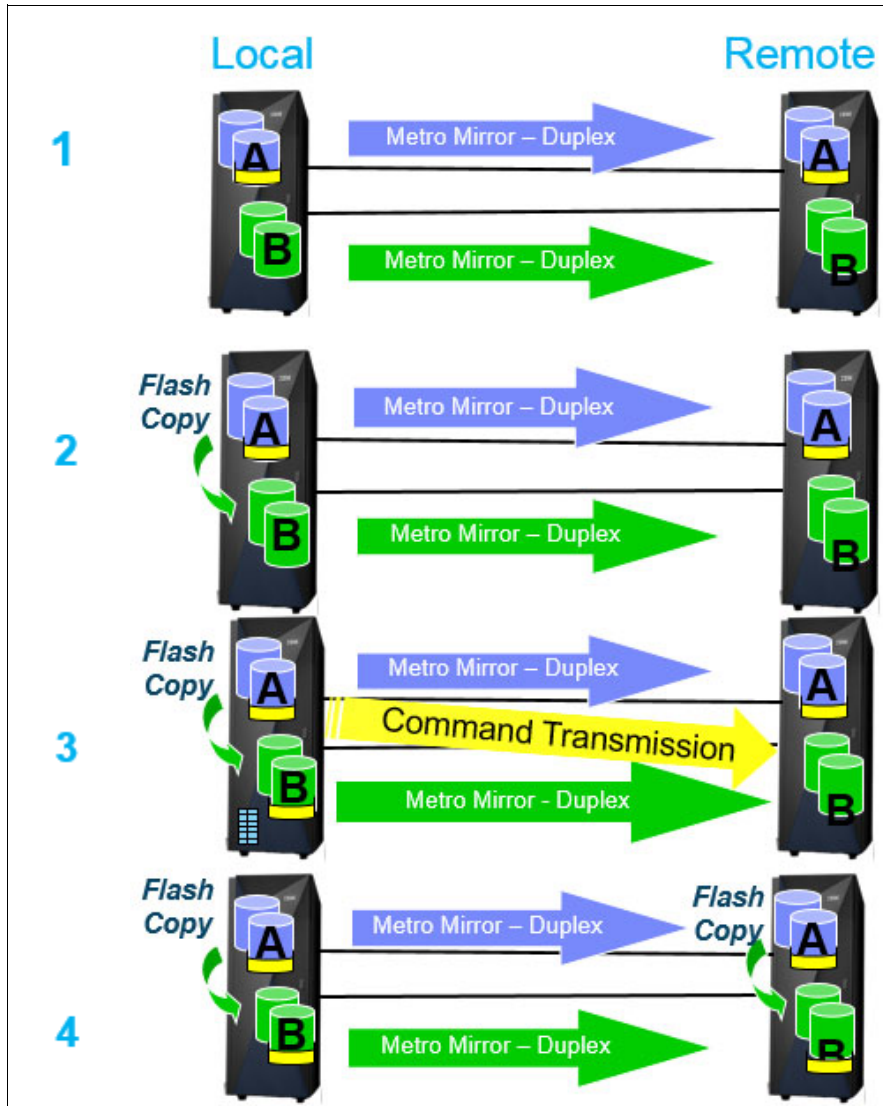 Local
Remote
1
Metro Mirror – Duplex
A
A
Metro Mirror – Duplex
B
B
2
Flash
Copy
Metro Mirror – Duplex
A
A
Metro Mirror – Duplex
B
B
3
Flash
Copy
Metro Mirror – Duplex
A
A
Command Transmission
Metro Mirror - Duplex
B
B
4
Flash
Copy
Metro Mirror – Duplex
Flash
Copy
A
A
Metro Mirror – Duplex
B
B